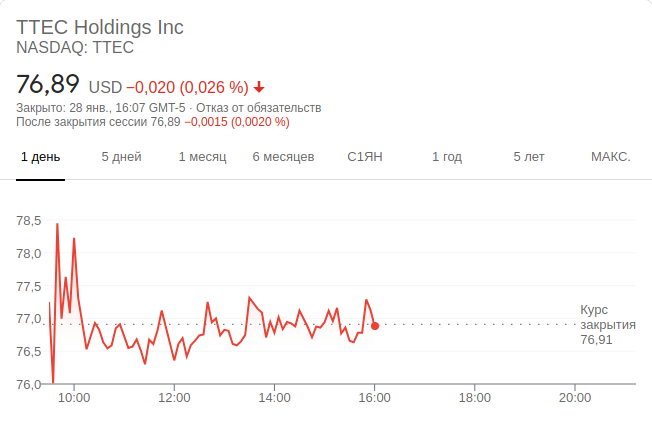 TTEC Holdings Inc
NASDAQ: TTEC
76,89 USD −0,020 (0,026 %)
Закрыто: 28 янв., 16:07 GMT-5 · Отказ от обязательств
После закрытия сессии 76,89 −0,0015 (0,0020 %)
1 день 5 дней 1 месяц 6 месяцев С1ЯН 1 год 5 лет МАКС.
78,5
78,0
77,5
77,0
76,5
76,0
Курс
закрытия
76,91
10:00 12:00 14:00 16:00 18:00 20:00